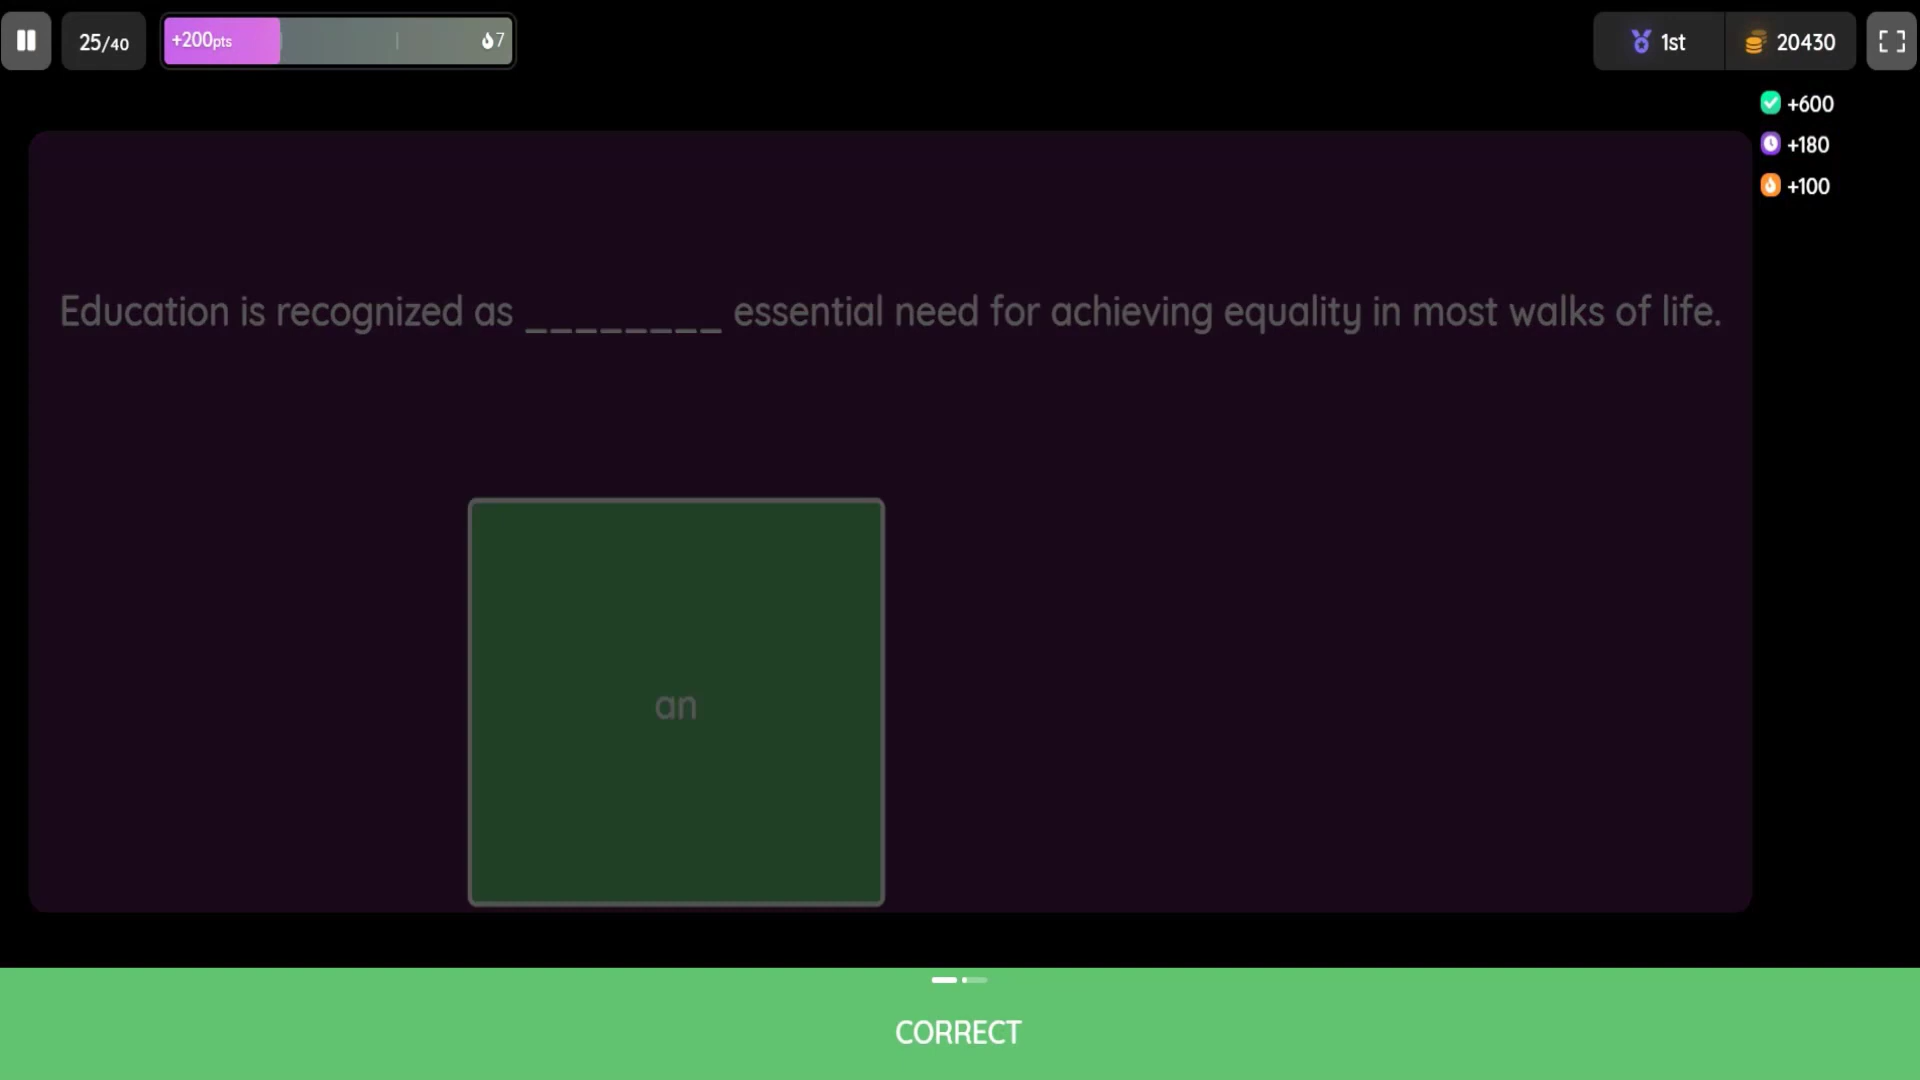 25/40
+200pts
7
1st
20430
+600
+180
+100
Education is recognized as ________ essential need for achieving equality in most walks of life.
an
CORRECT